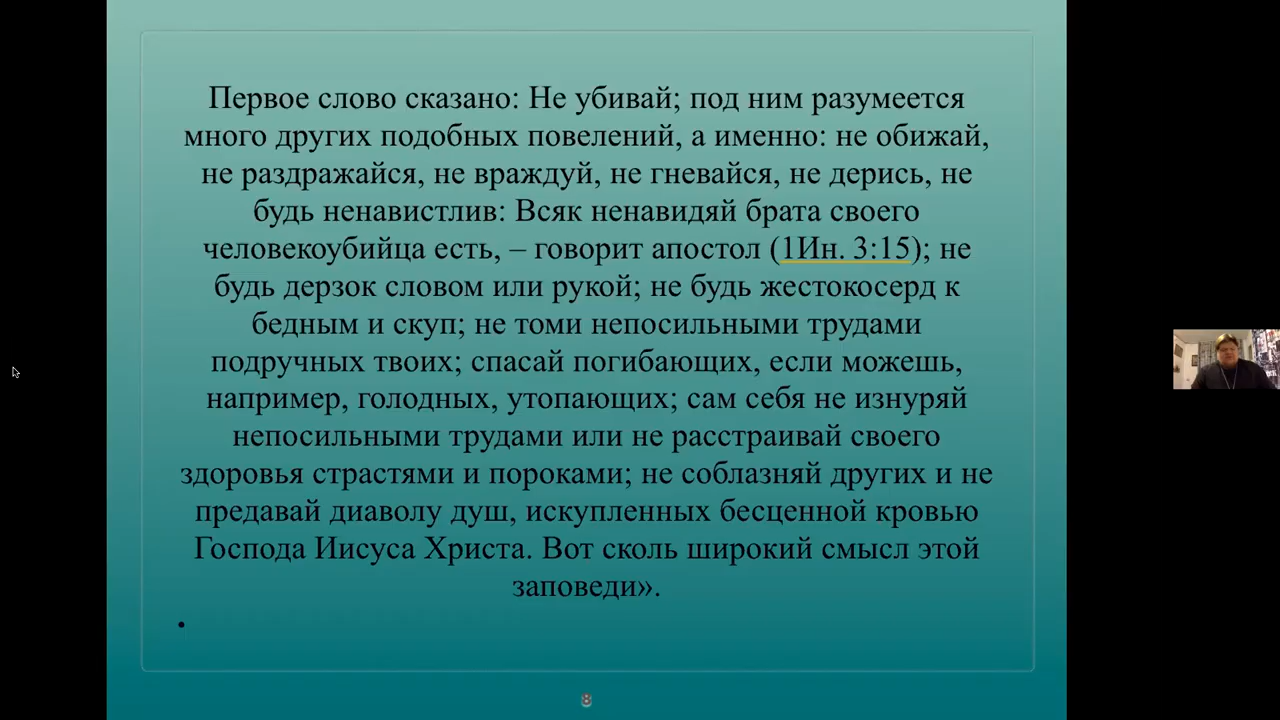 Первое слово сказано: Не убивай; под ним разумеется
много других подобных повелений, а именно: не обижай,
не раздражайся, не враждуй, не гневайся, не дерись, не
будь ненавистлив: Всяк ненавидяй брата своего
человекоубийца есть, – говорит апостол (1Ин. 3:15); не
будь дерзок словом или рукой; не будь жестокосерд к
бедным и скуп; не томи непосильными трудами
подручных твоих; спасай погибающих, если можешь,
например, голодных, утопающих; сам себя не изнуряй
непосильными трудами или не расстраивай своего
здоровья страстями и пороками; не соблазняй других и не
предавай диаволу душ, искупленных бесценной кровью
Господа Иисуса Христа. Вот сколь широкий смысл этой
заповеди».
•
8